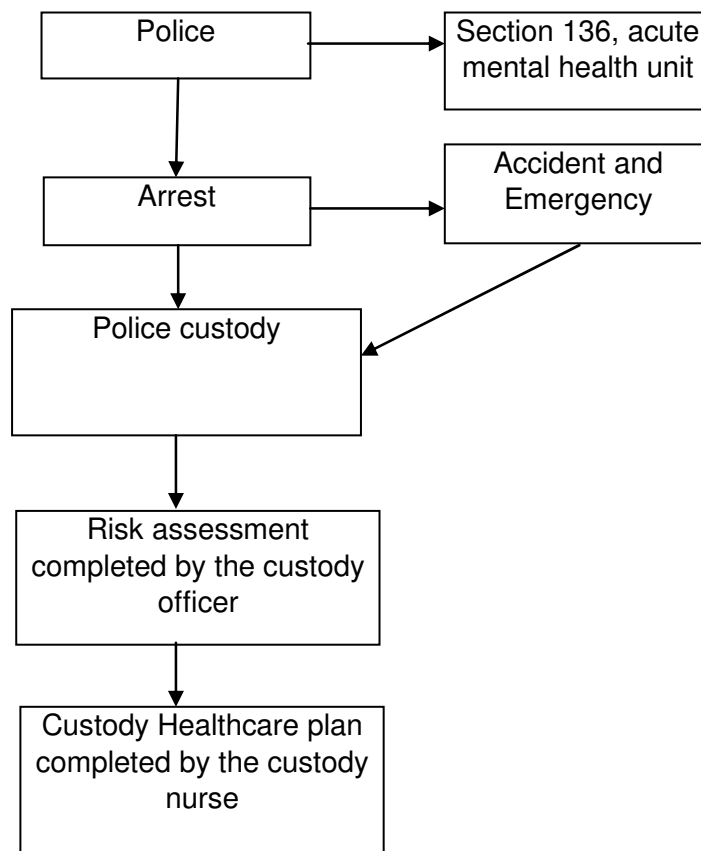 Police
Section 136, acute
mental health unit
Arrest
Accident and
Emergency
Police custody
Risk assessment
completed by the custody
officer
Custody Healthcare plan
completed by the custody
nurse